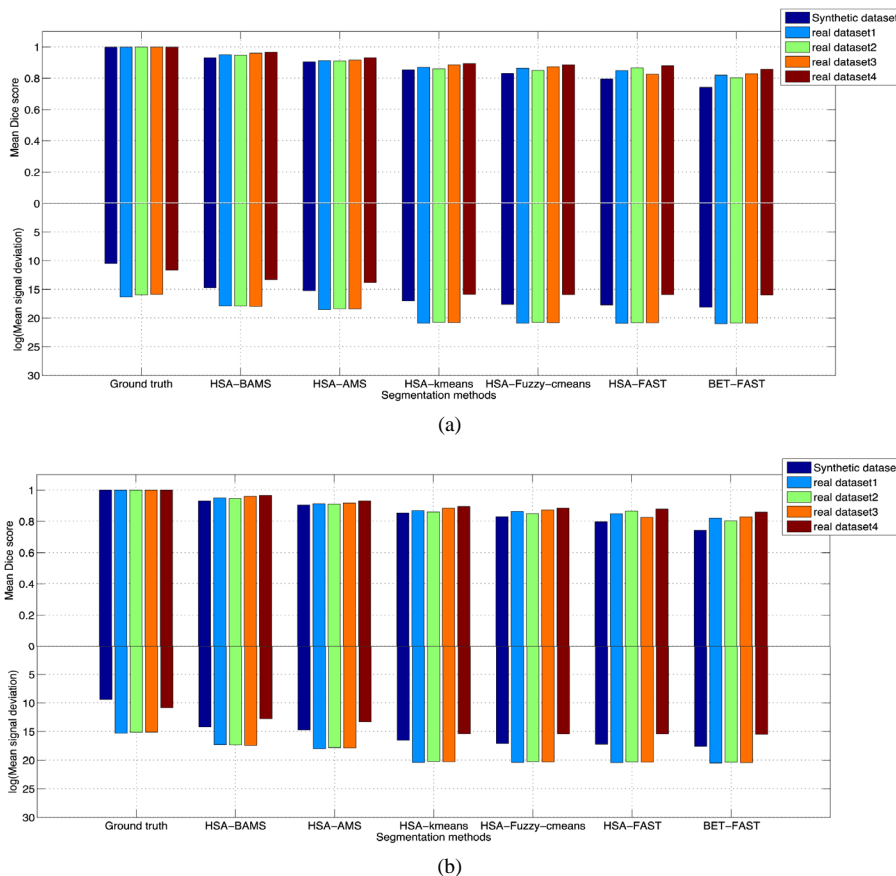 Synthetic dataset
real dataset1
real dataset2
real dataset3
real dataset4
Mean Dice score
1
0.8
0.6
0.4
0.2
0
log(Mean signal deviation)
5
10
15
20
25
30
Ground truth
HSA-BAMS
HSA-AMS
HSA-kmeans
HSA-Fuzzy-cmeans
HSA-FAST
BET-FAST
Segmentation methods
(a)
Synthetic dataset
real dataset1
real dataset2
real dataset3
real dataset4
Mean Dice score
1
0.8
0.6
0.4
0.2
0
log(Mean signal deviation)
5
10
15
20
25
30
Ground truth
HSA-BAMS
HSA-AMS
HSA-kmeans
HSA-Fuzzy-cmeans
HSA-FAST
BET-FAST
Segmentation methods
(b)